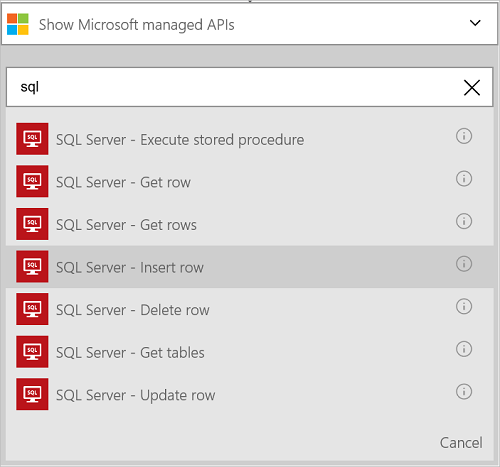 Show Microsoft managed APIs
sql
SQL Server - Execute stored procedure
SQL Server - Get row
SQL Server - Get rows
SQL Server - Insert row
SQL Server - Delete row
SQL Server - Get tables
SQL Server - Update row
Cancel